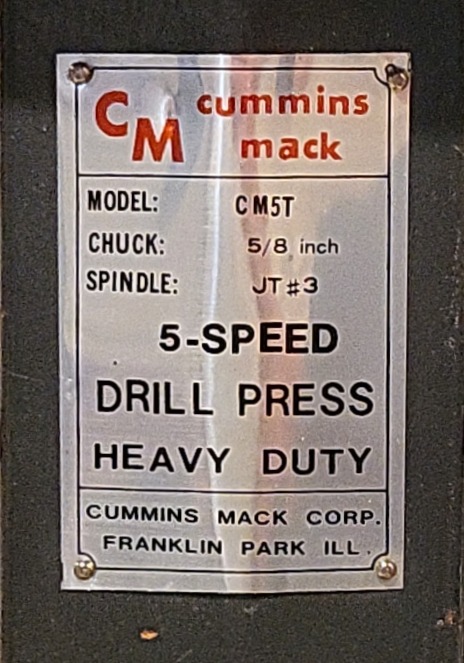 CM cummins
mack
MODEL: CM5T
CHUCK: 5/8 inch
SPINDLE: JT#3
5-SPEED
DRILL PRESS
HEAVY DUTY
CUMMINS MACK CORP.
FRANKLIN PARK ILL.